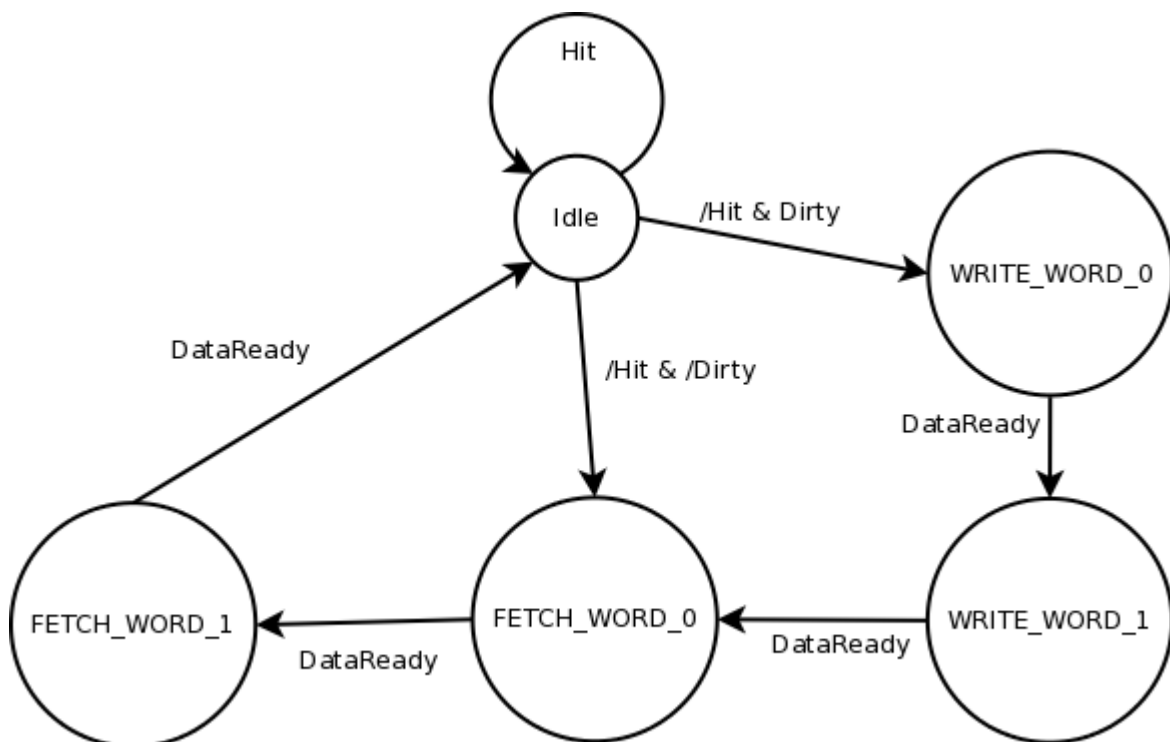 Hit
Idle
/Hit & Dirty
WRITE_WORD_0
DataReady
/Hit & /Dirty
DataReady
FETCH_WORD_1
FETCH_WORD_0
WRITE_WORD_1
DataReady
DataReady